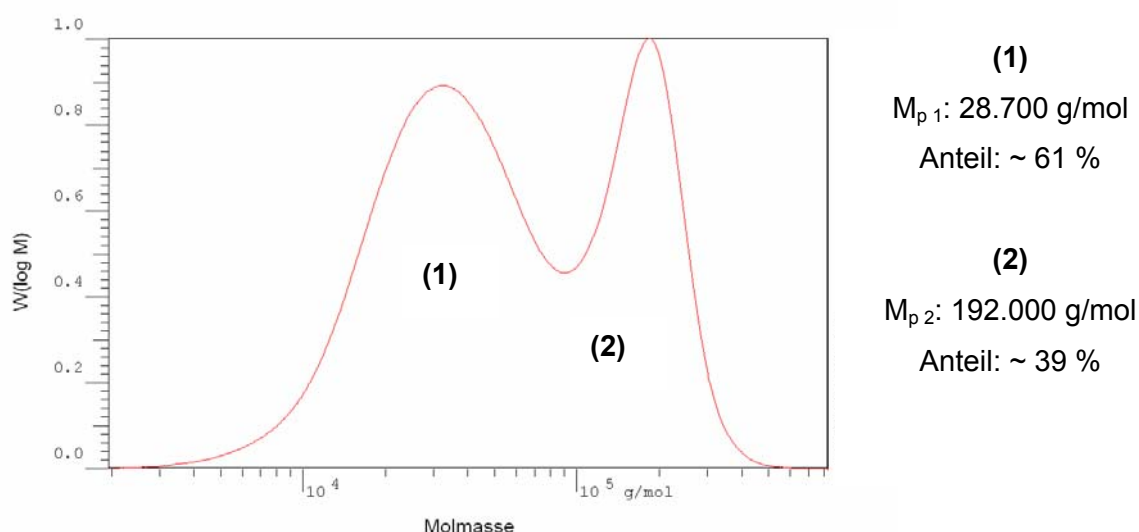 1.0
0.8
0.6
0.4
0.2
0.0
W(log M)
10 4
10 5 g/mol
Molmasse
(1)
(2)
(1)
Mp 1: 28.700 g/mol
Anteil: ~ 61 %
(2)
Mp 2: 192.000 g/mol
Anteil: ~ 39 %